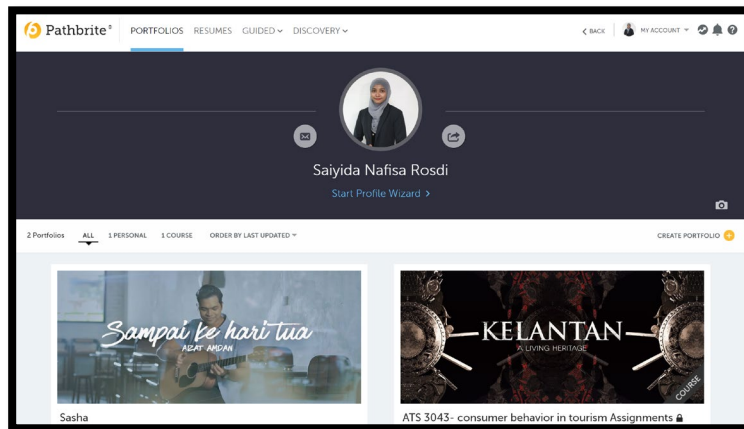 Pathbrite®
PORTFOLIOS RESUMES GUIDED DISCOVERY
BACK MY ACCOUNT
Saiyida Nafisa Rosdi
Start Profile Wizard >
2 Portfolios ALL 1 PERSONAL 1 COURSE ORDER BY LAST UPDATED
CREATE PORTFOLIO
Sampai ke hari tua
AIZAT AMDAN
KELANTAN
A LIVING HERITAGE
COURSE
Sasha
ATS 3043- consumer behavior in tourism Assignments